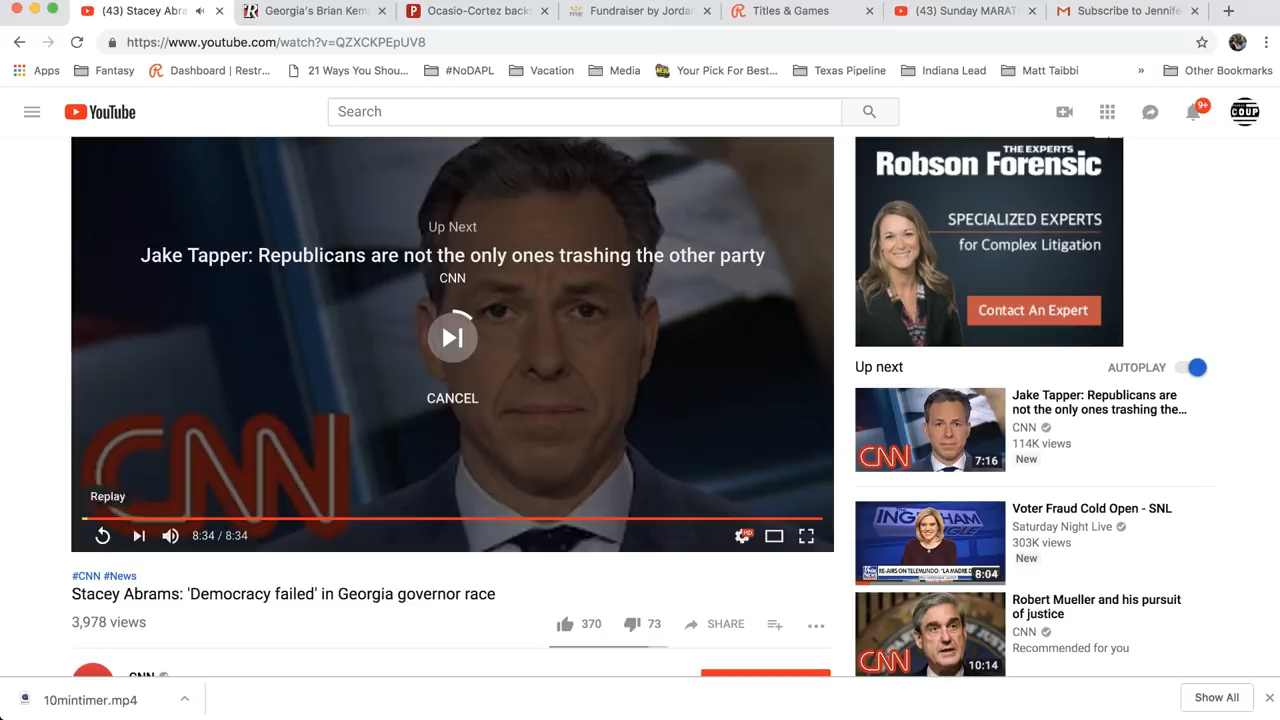 (43) Stacey Abra
Georgia's Brian Kem
Ocasio-Cortez back
Fundraiser by Jordan
Titles & Games
(43) Sunday MARAT
Subscribe to Jennife
https://www.youtube.com/watch?v=QZXCKPEpUV8
Apps
Fantasy
Dashboard | Restr...
21 Ways You Shou...
#NoDAPL
Vacation
Media
Your Pick For Best...
Texas Pipeline
Indiana Lead
Matt Taibbi
»
Other Bookmarks
YouTube
Search
9+
COUP
Up Next
Jake Tapper: Republicans are not the only ones trashing the other party
CNN
CANCEL
CNN
Replay
8:34 / 8:34
HD
#CNN #News
Stacey Abrams: 'Democracy failed' in Georgia governor race
3,978 views
370
73
SHARE
CNN
THE EXPERTS
Robson Forensic
SPECIALIZED EXPERTS
for Complex Litigation
Contact An Expert
Up next
AUTOPLAY
CNN
7:16
Jake Tapper: Republicans are
not the only ones trashing the...
CNN
114K views
New
8:04
Voter Fraud Cold Open - SNL
Saturday Night Live
303K views
New
CNN
10:14
Robert Mueller and his pursuit
of justice
CNN
Recommended for you
10mintimer.mp4
Show All